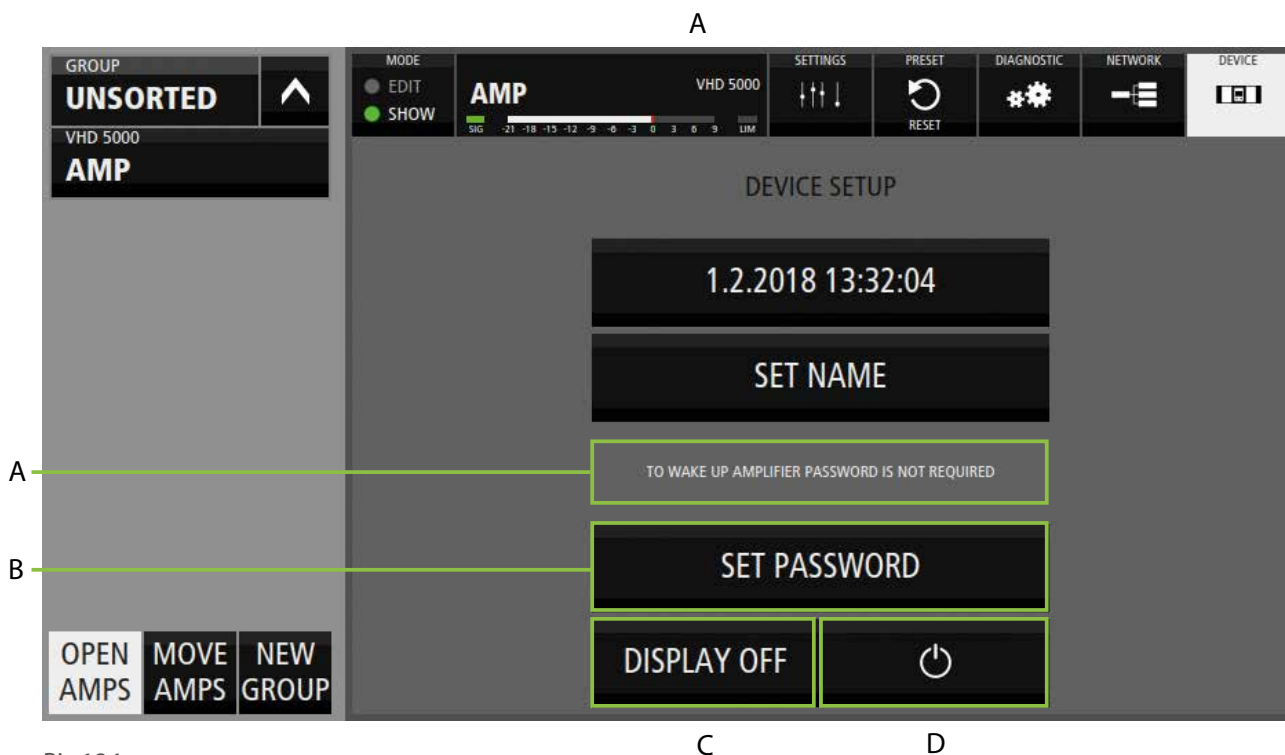 A
GROUP
UNSORTED
VHD 5000
AMP
MODE
EDIT
SHOW
AMP
VHD 5000
SIG -21 -18 -15 -12 -9 -6 -3 0 3 6 9 LIM
SETTINGS
PRESET
RESET
DIAGNOSTIC
NETWORK
DEVICE
DEVICE SETUP
1.2.2018 13:32:04
SET NAME
A
TO WAKE UP AMPLIFIER PASSWORD IS NOT REQUIRED
B
SET PASSWORD
DISPLAY OFF
OPEN AMPS
MOVE AMPS
NEW GROUP
C
D